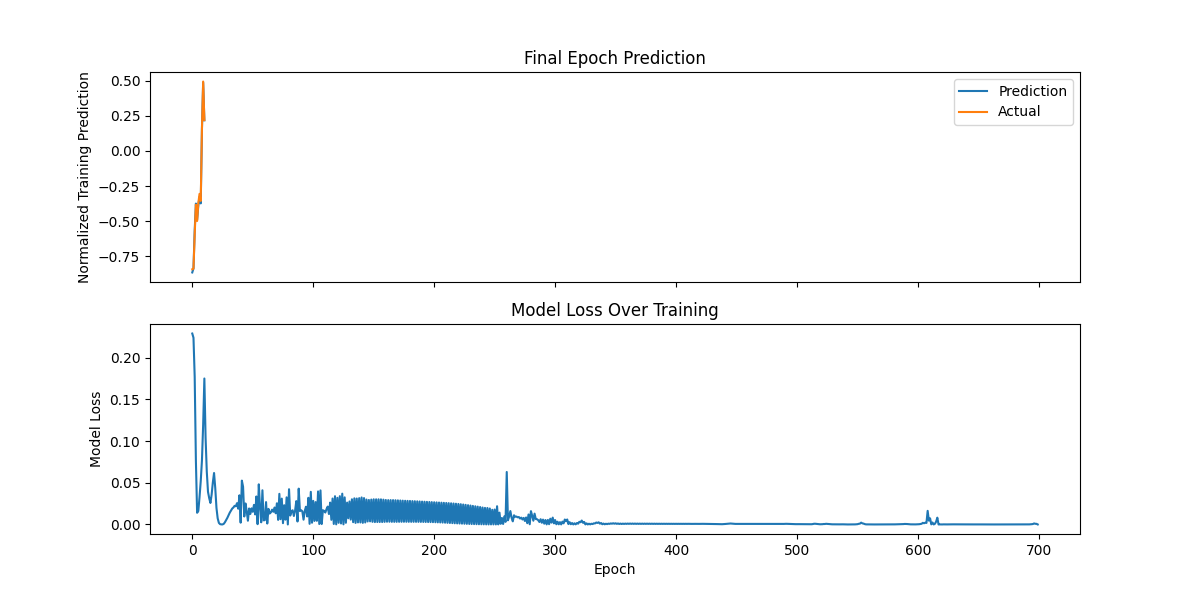 Final Epoch Prediction
Normalized Training Prediction
0.50
0.25
0.00
−0.25
−0.50
−0.75
Prediction
Actual
Model Loss Over Training
Model Loss
0.20
0.15
0.10
0.05
0.00
0 100 200 300 400 500 600 700
Epoch